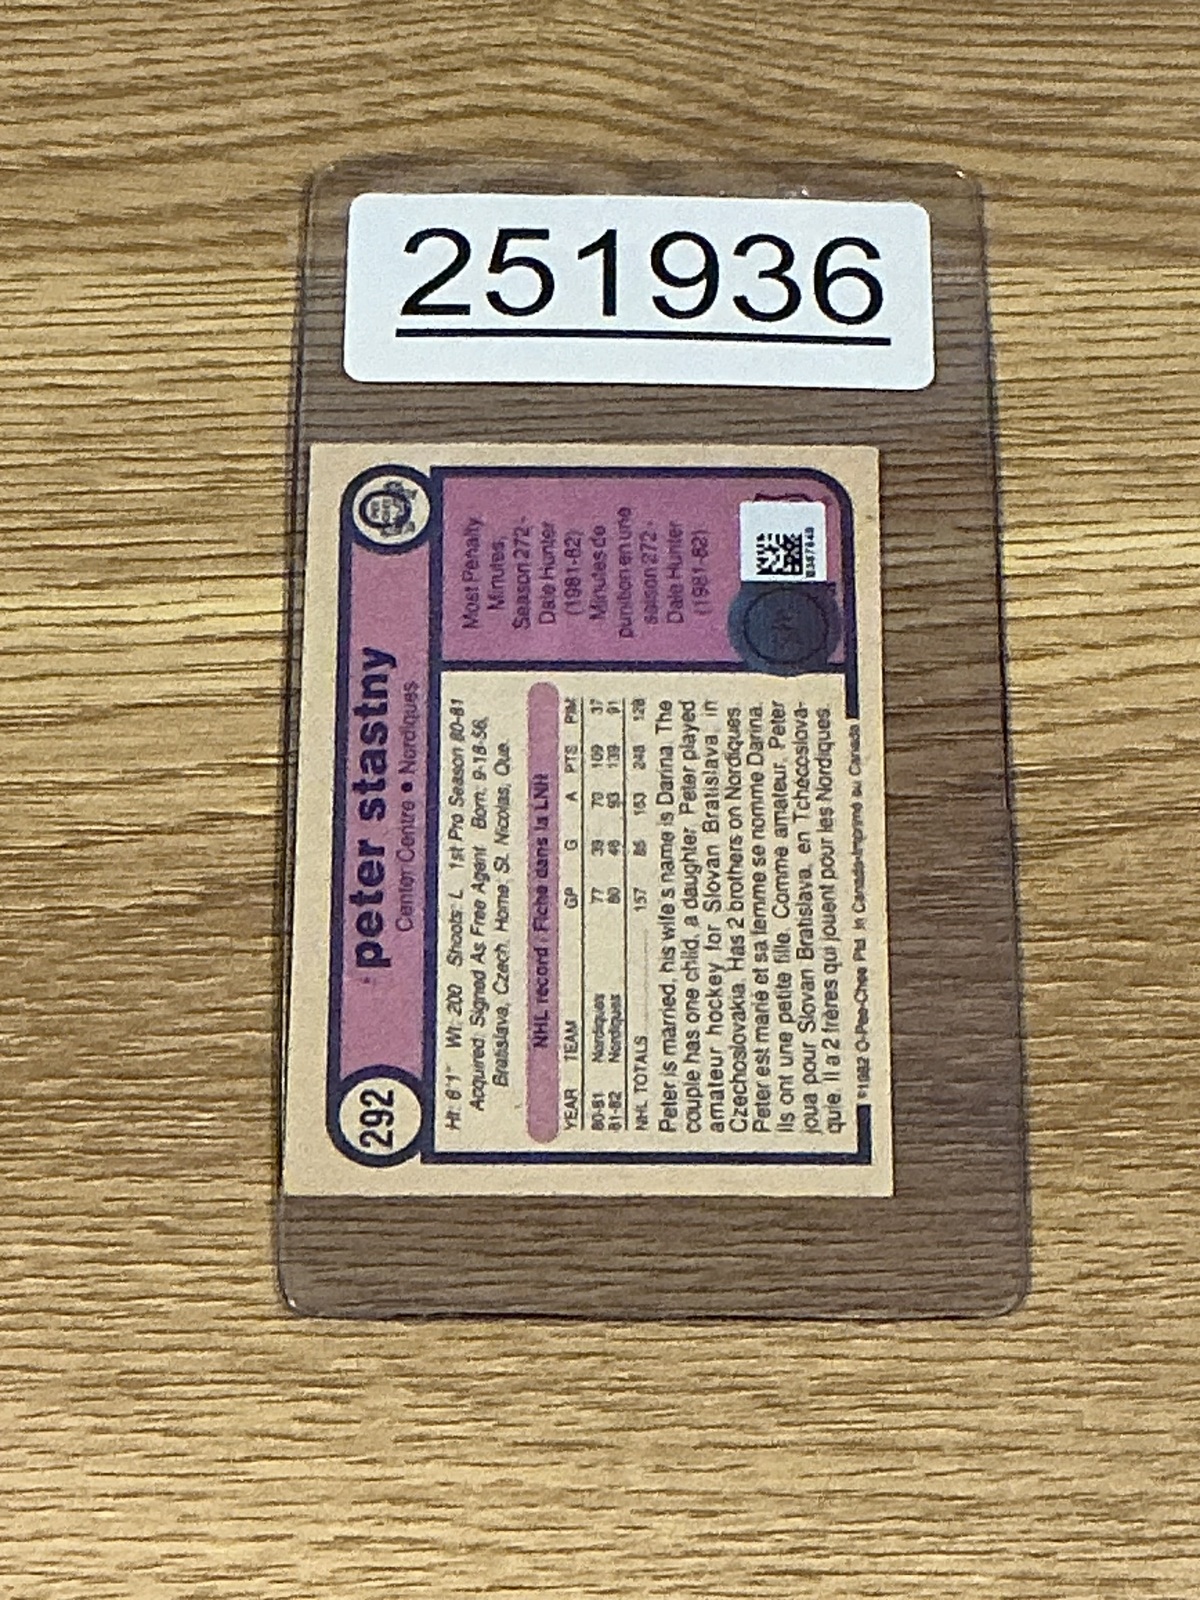 251936
292
peter stastny
Center/Centre • Nordiques
Ht: 6'1" Wt: 200 Shoots: L 1st Pro Season 80-81
Acquired: Signed As Free Agent Born: 9-18-56,
Bratislava, Czech. Home, St. Nicolas, Que.
NHL record / Fiche dans la LNH
YEAR TEAM GP G A PTS PIM
80-81 Nordiques 77 39 70 109 37
81-82 Nordiques 80 46 93 139 91
NHL TOTALS 157 85 163 248 128
Peter is married, his wife's name is Darina. The
couple has one child, a daughter. Peter played
amateur hockey for Slovan Bratislava in
Czechoslovakia. Has 2 brothers on Nordiques.
Peter est marié et sa femme se nomme Darina.
Ils ont une petite fille. Comme amateur, Peter
joua pour Slovan Bratislava, en Tchécoslova-
quie. Il a 2 frères qui jouent pour les Nordiques.
©1982 O-Pee-Chee Ptd. in Canada-Imprimé au Canada
Most Penalty
Minutes,
Season 272-
Dale Hunter
(1981-82)
Minutes de
punition en une
saison 272-
Dale Hunter
(1981-82)